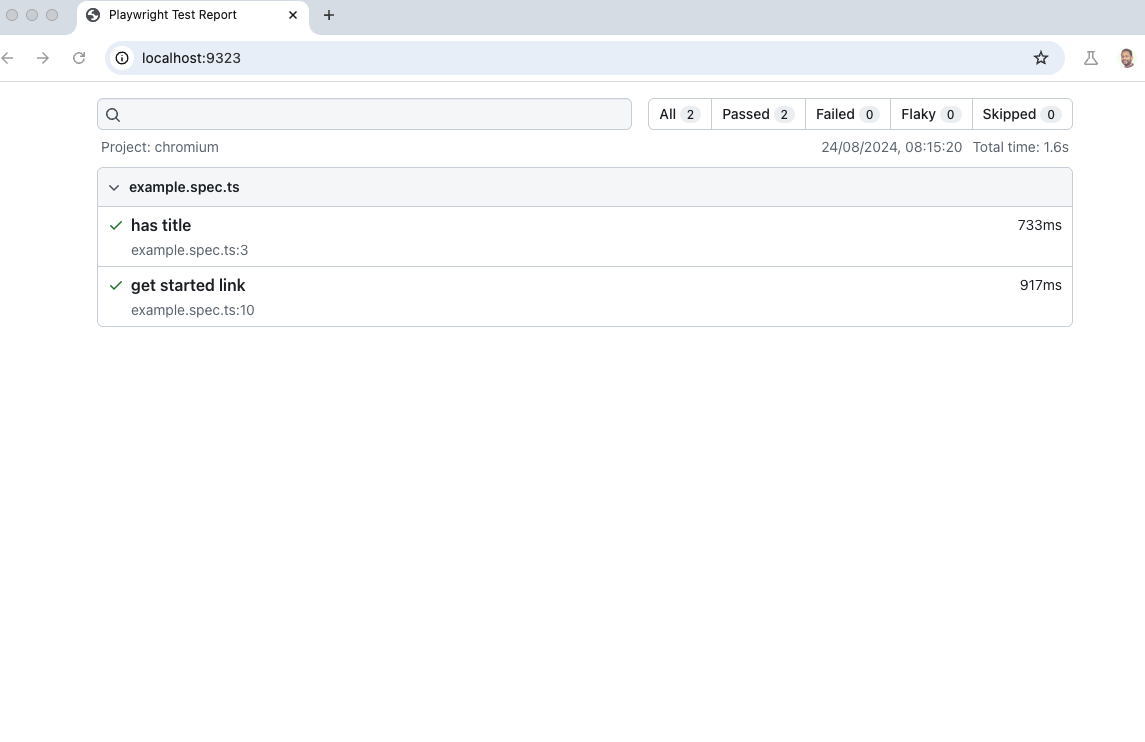 Playwright Test Report
localhost:9323
All 2 Passed 2 Failed 0 Flaky 0 Skipped 0
Project: chromium 24/08/2024, 08:15:20 Total time: 1.6s
example.spec.ts
has title 733ms
example.spec.ts:3
get started link 917ms
example.spec.ts:10